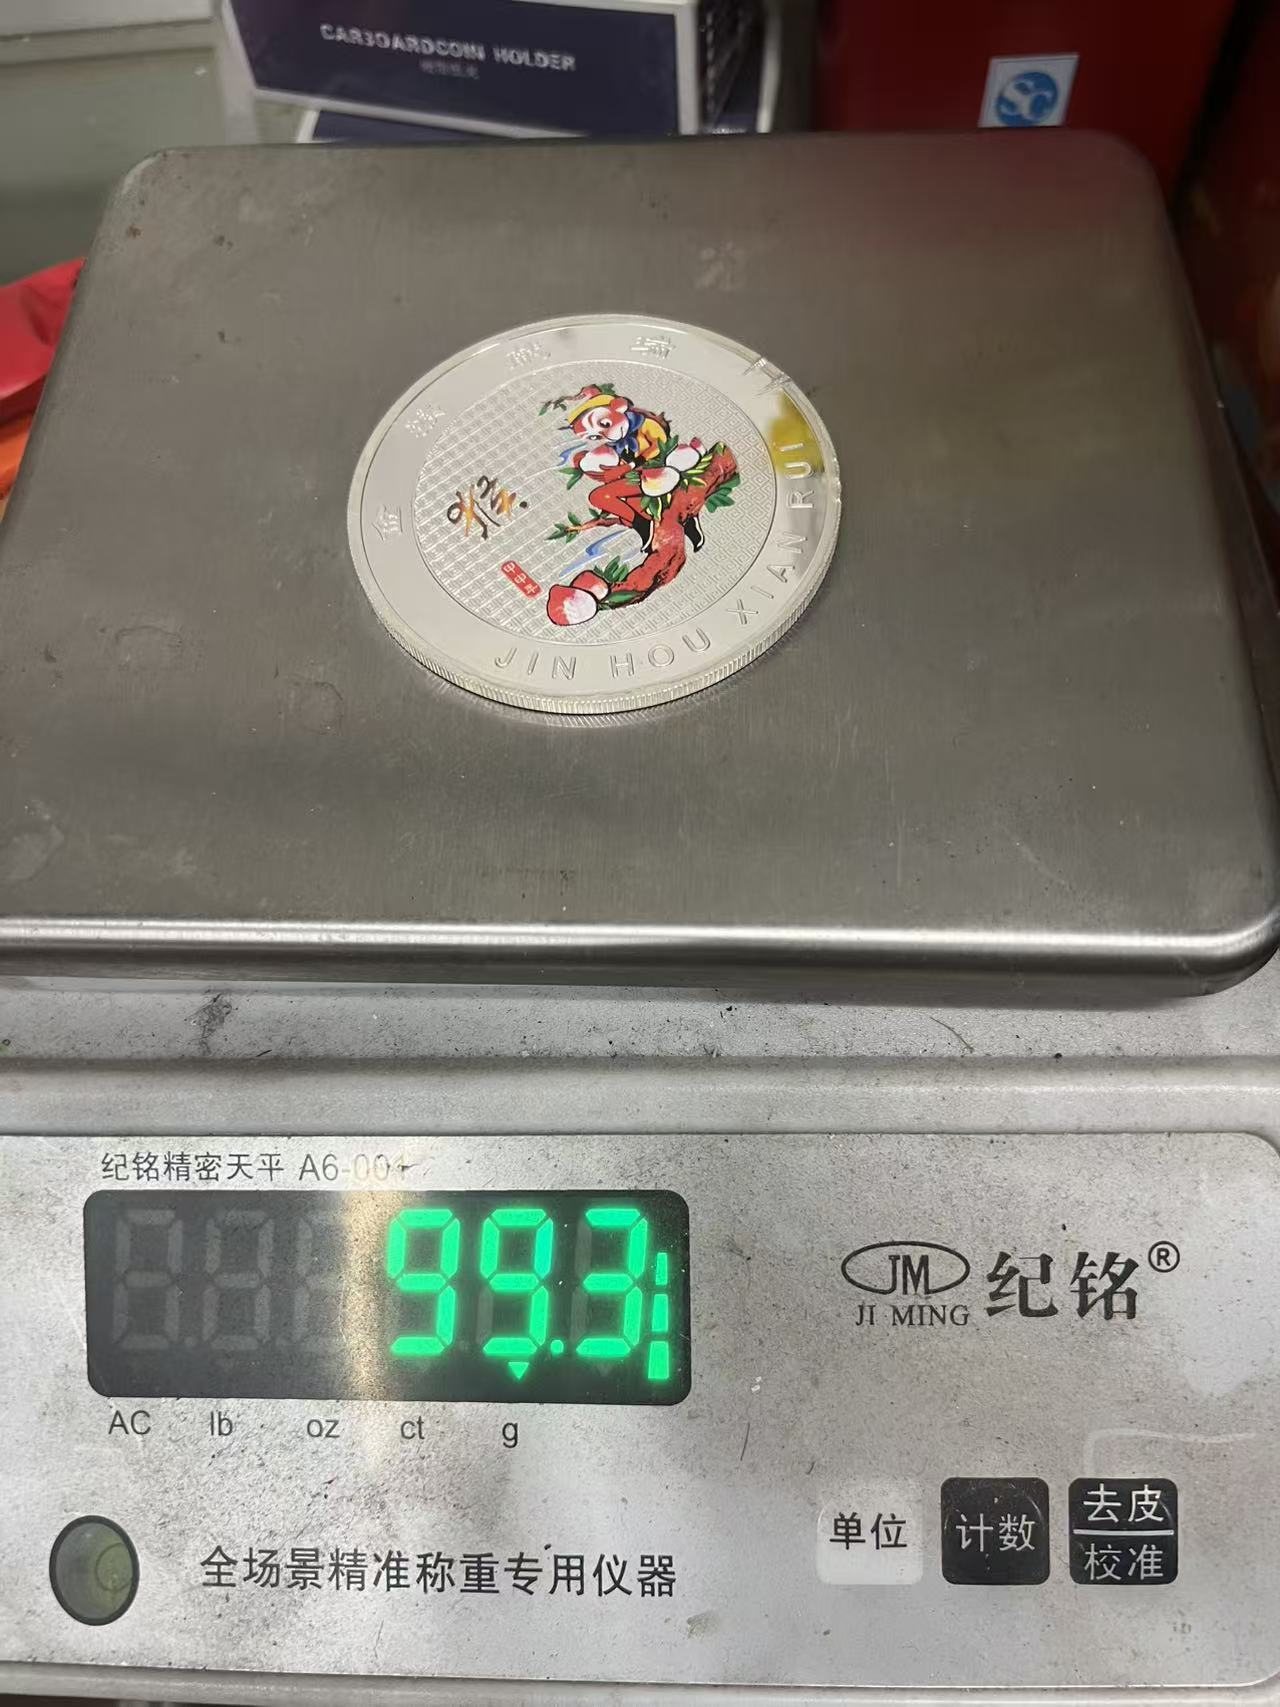 CARBOARDCOIN HOLDER
金猴献瑞
猴
JIN HOU XIAN RUI
纪铭精密天平 A6-001
99.3
AC lb oz ct g
JM
JI MING
纪铭®
单位
计数
去皮
校准
全场景精准称重专用仪器